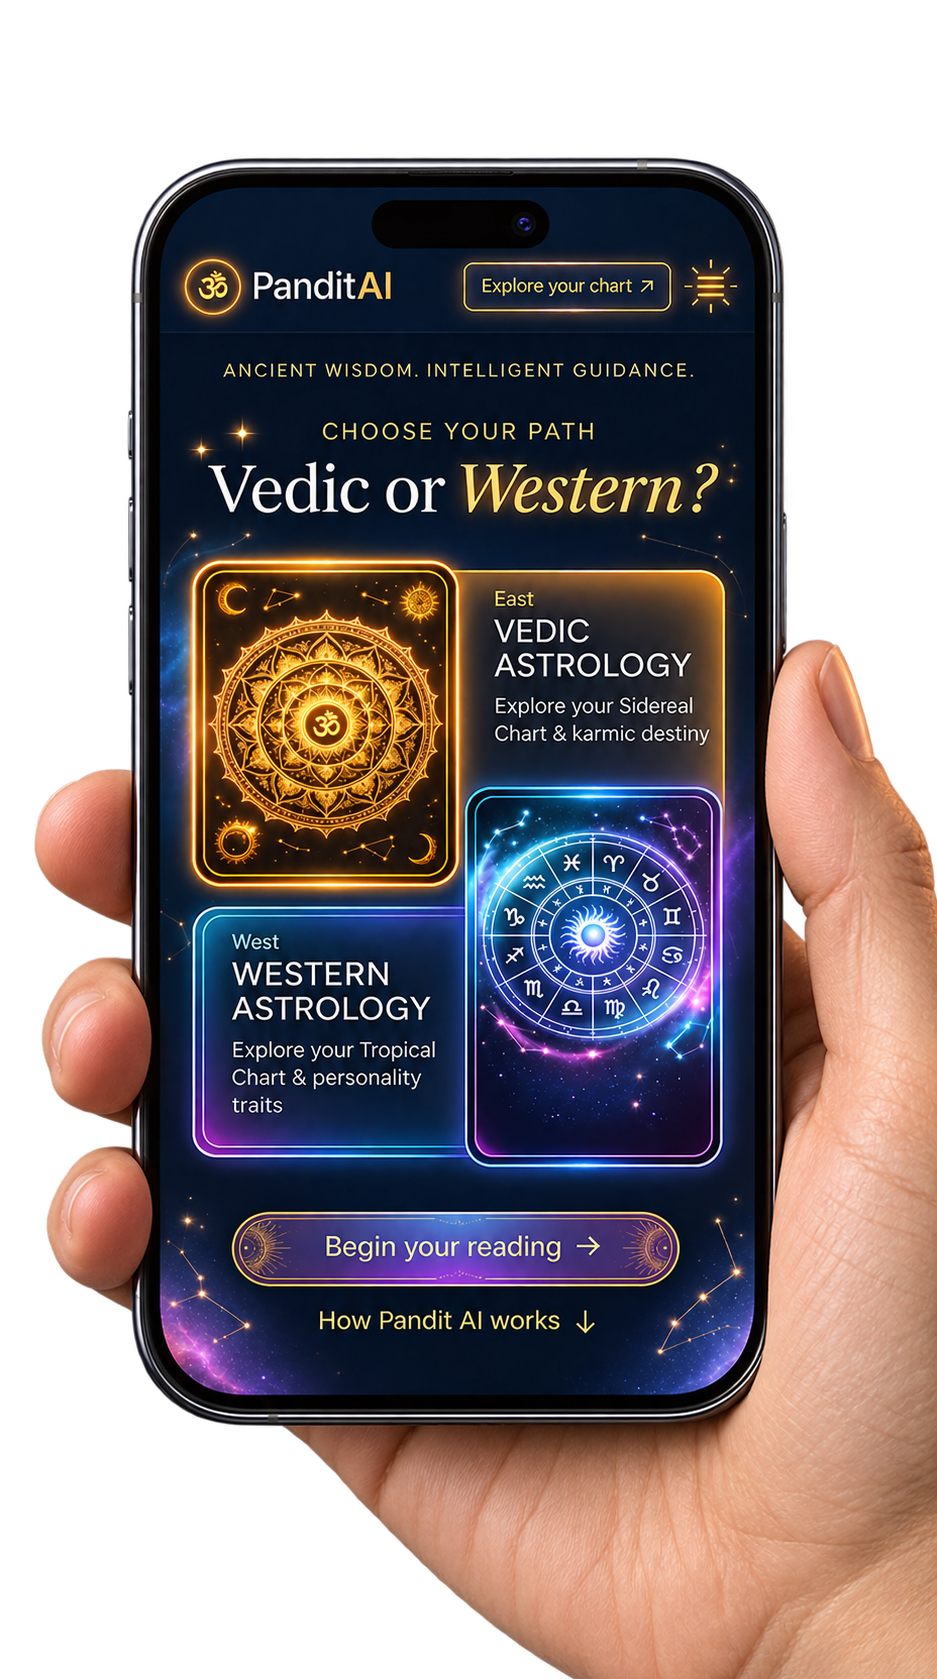 ॐ PanditAI
Explore your chart ↗
ANCIENT WISDOM. INTELLIGENT GUIDANCE.
CHOOSE YOUR PATH
Vedic or Western?
ॐ
East
VEDIC
ASTROLOGY
Explore your Sidereal
Chart & karmic destiny
West
WESTERN
ASTROLOGY
Explore your Tropical
Chart & personality
traits
♓ ♈ ♉ ♊ ♋ ♌ ♍ ♎ ♏ ♐ ♑ ♒
Begin your reading →
How Pandit AI works ↓